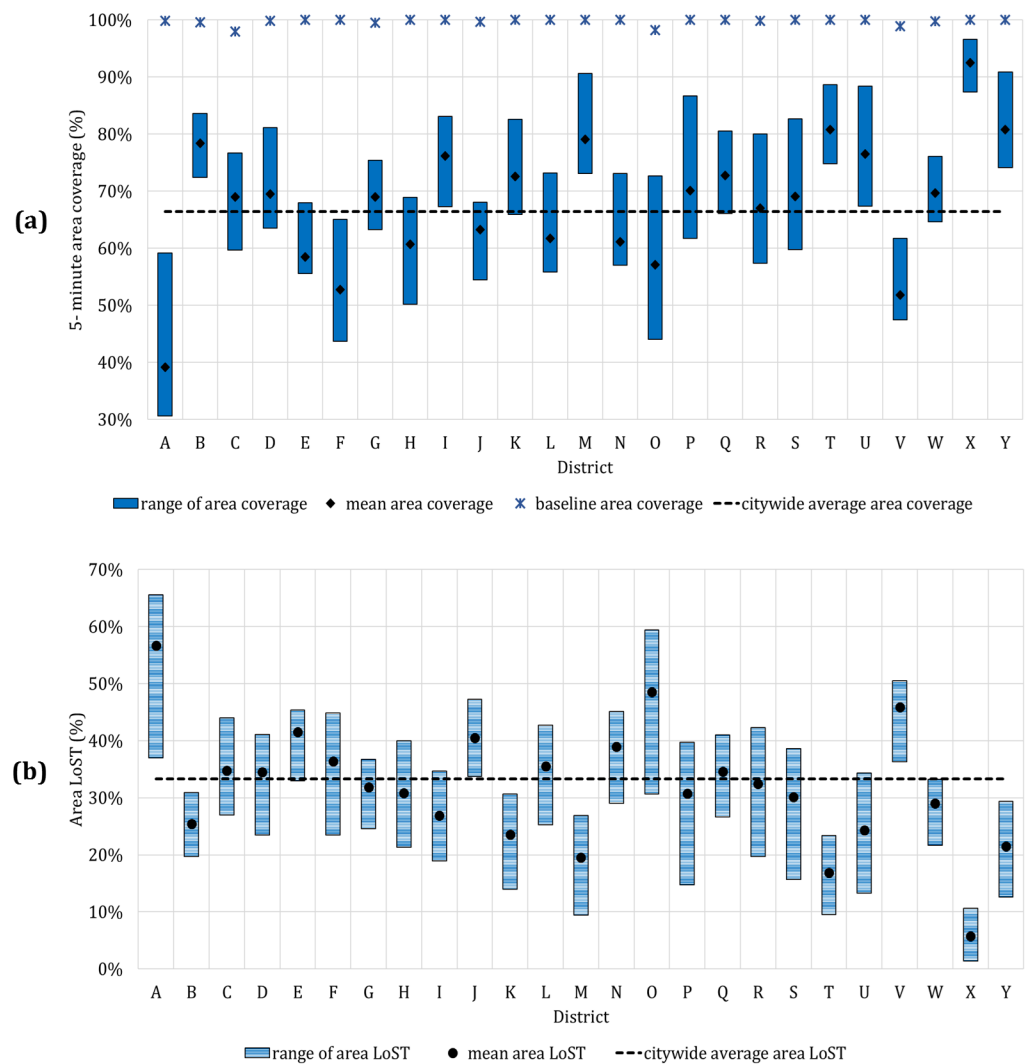 100%
90%
80%
70%
60%
50%
40%
30%
5- minute area coverage (%)
(a)
A B C D E F G H I J K L M N O P Q R S T U V W X Y
District
range of area coverage mean area coverage baseline area coverage citywide average area coverage
70%
60%
50%
40%
30%
20%
10%
0%
Area LoST (%)
(b)
A B C D E F G H I J K L M N O P Q R S T U V W X Y
District
range of area LoST mean area LoST citywide average area LoST